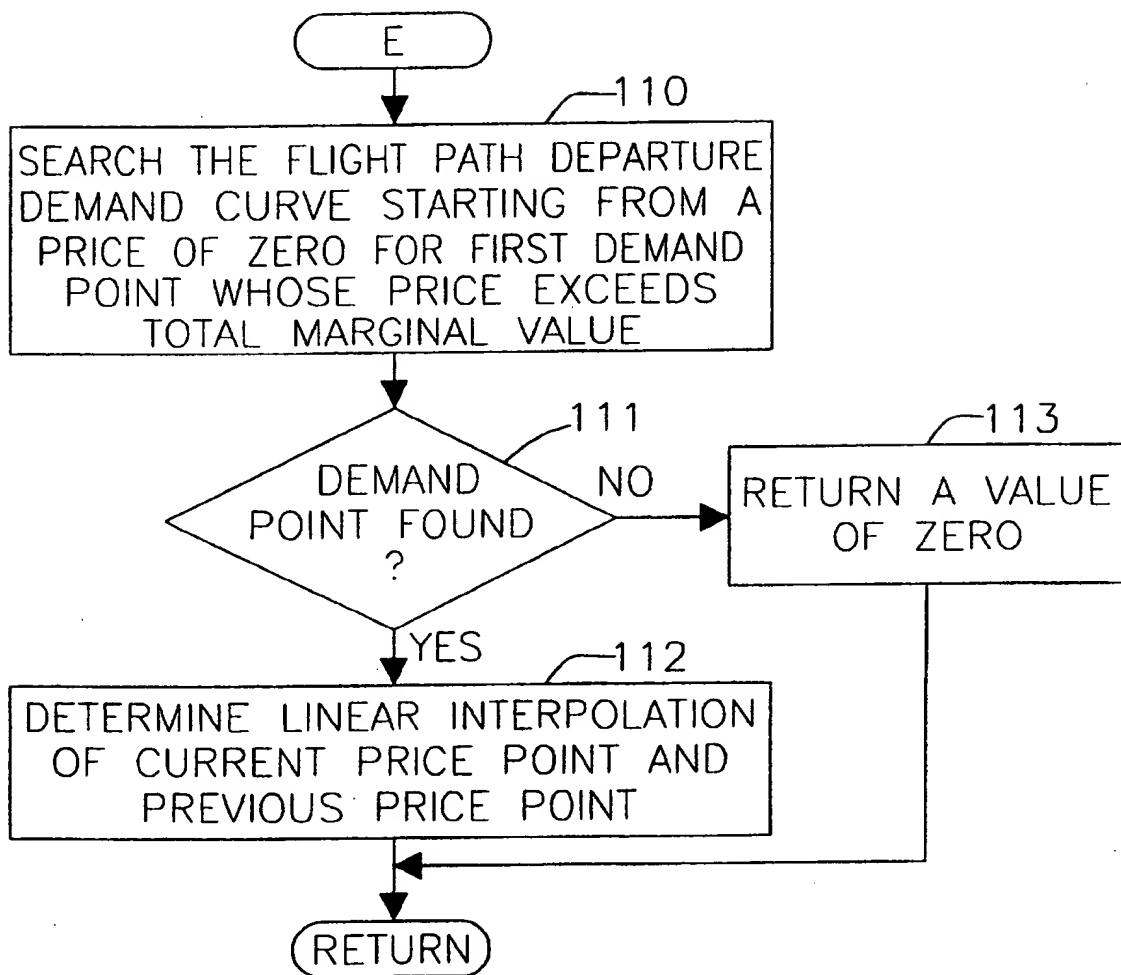 E
110
SEARCH THE FLIGHT PATH DEPARTURE
DEMAND CURVE STARTING FROM A
PRICE OF ZERO FOR FIRST DEMAND
POINT WHOSE PRICE EXCEEDS
TOTAL MARGINAL VALUE
111
DEMAND
POINT FOUND
?
NO
113
RETURN A VALUE
OF ZERO
YES
112
DETERMINE LINEAR INTERPOLATION
OF CURRENT PRICE POINT AND
PREVIOUS PRICE POINT
RETURN